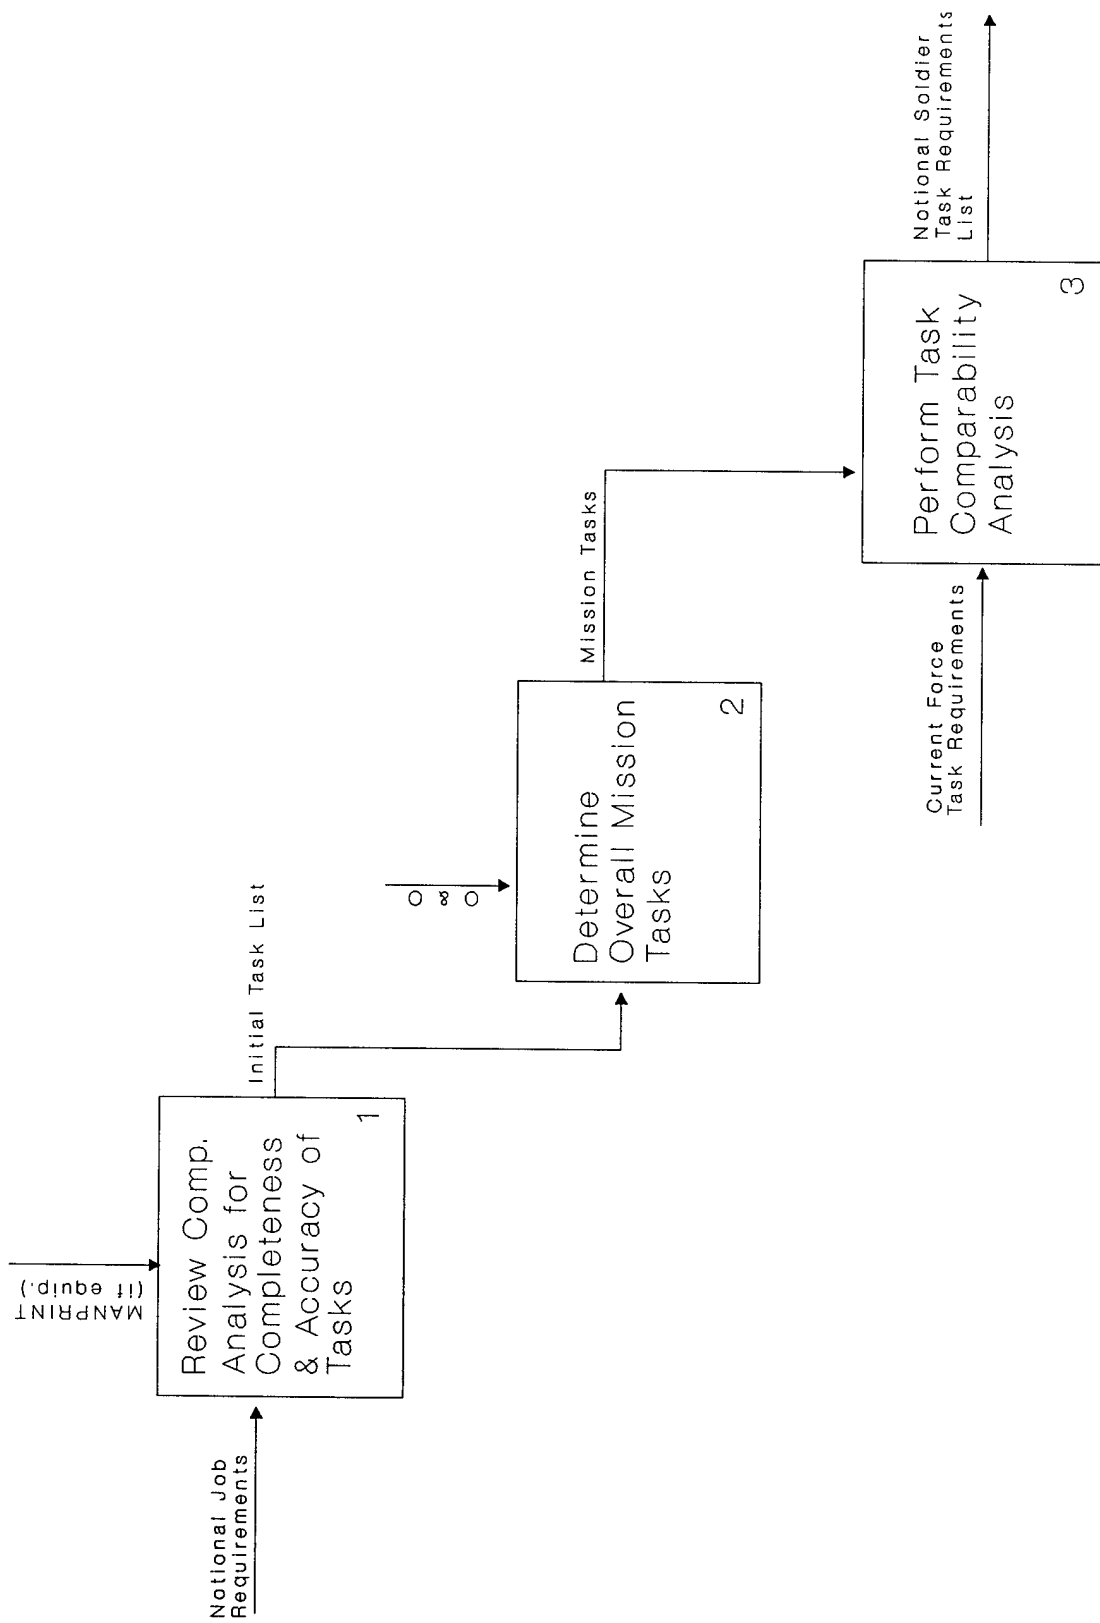 MANPRINT
(if equip.)
Notional Job
Requirements
Review Comp.
Analysis for
Completeness
& Accuracy of
Tasks
1
Initial Task List
O & O
Determine
Overall Mission
Tasks
2
Mission Tasks
Current Force
Task Requirements
Perform Task
Comparability
Analysis
3
Notional Soldier
Task Requirements
List